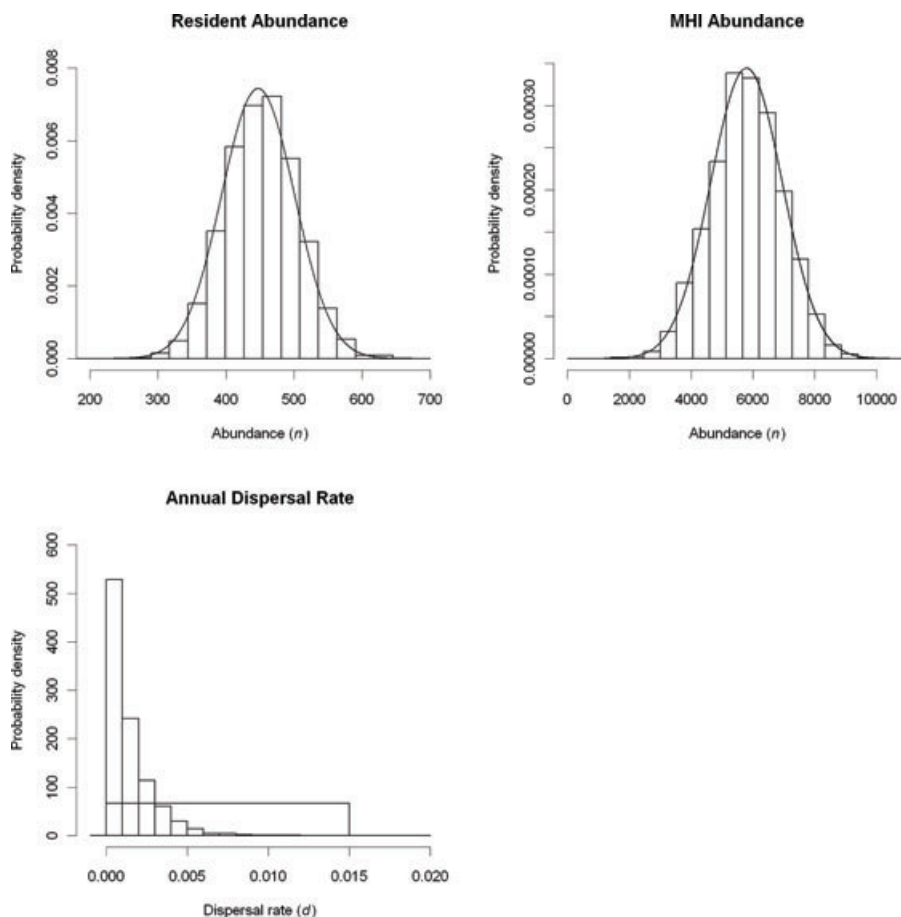 Resident Abundance
Probability density
0.000 0.002 0.004 0.006 0.008
200 300 400 500 600 700
Abundance (n)
MHI Abundance
Probability density
0.00000 0.00010 0.00020 0.00030
0 2000 4000 6000 8000 10000
Abundance (n)
Annual Dispersal Rate
Probability density
0 100 200 300 400 500 600
0.000 0.005 0.010 0.015 0.020
Dispersal rate (d)